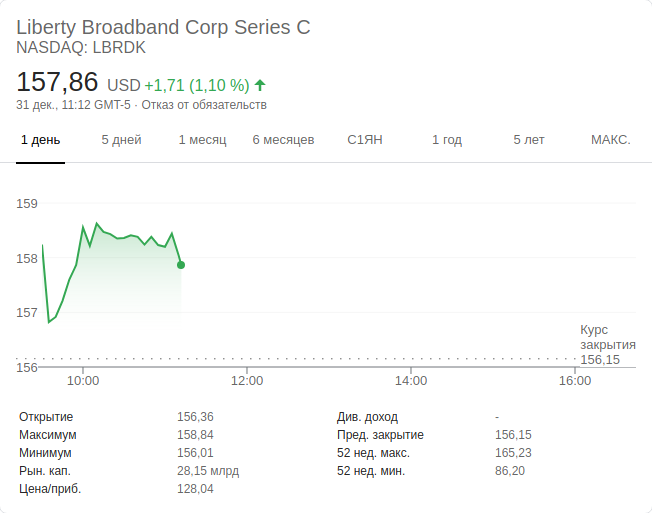 Liberty Broadband Corp Series C
NASDAQ: LBRDK
157,86 USD +1,71 (1,10 %)
31 дек., 11:12 GMT-5 · Отказ от обязательств
1 день 5 дней 1 месяц 6 месяцев С1ЯН 1 год 5 лет МАКС.
159
158
157
156
Курс
закрытия
156,15
10:00 12:00 14:00 16:00
Открытие 156,36 Див. доход -
Максимум 158,84 Пред. закрытие 156,15
Минимум 156,01 52 нед. макс. 165,23
Рын. кап. 28,15 млрд 52 нед. мин. 86,20
Цена/приб. 128,04